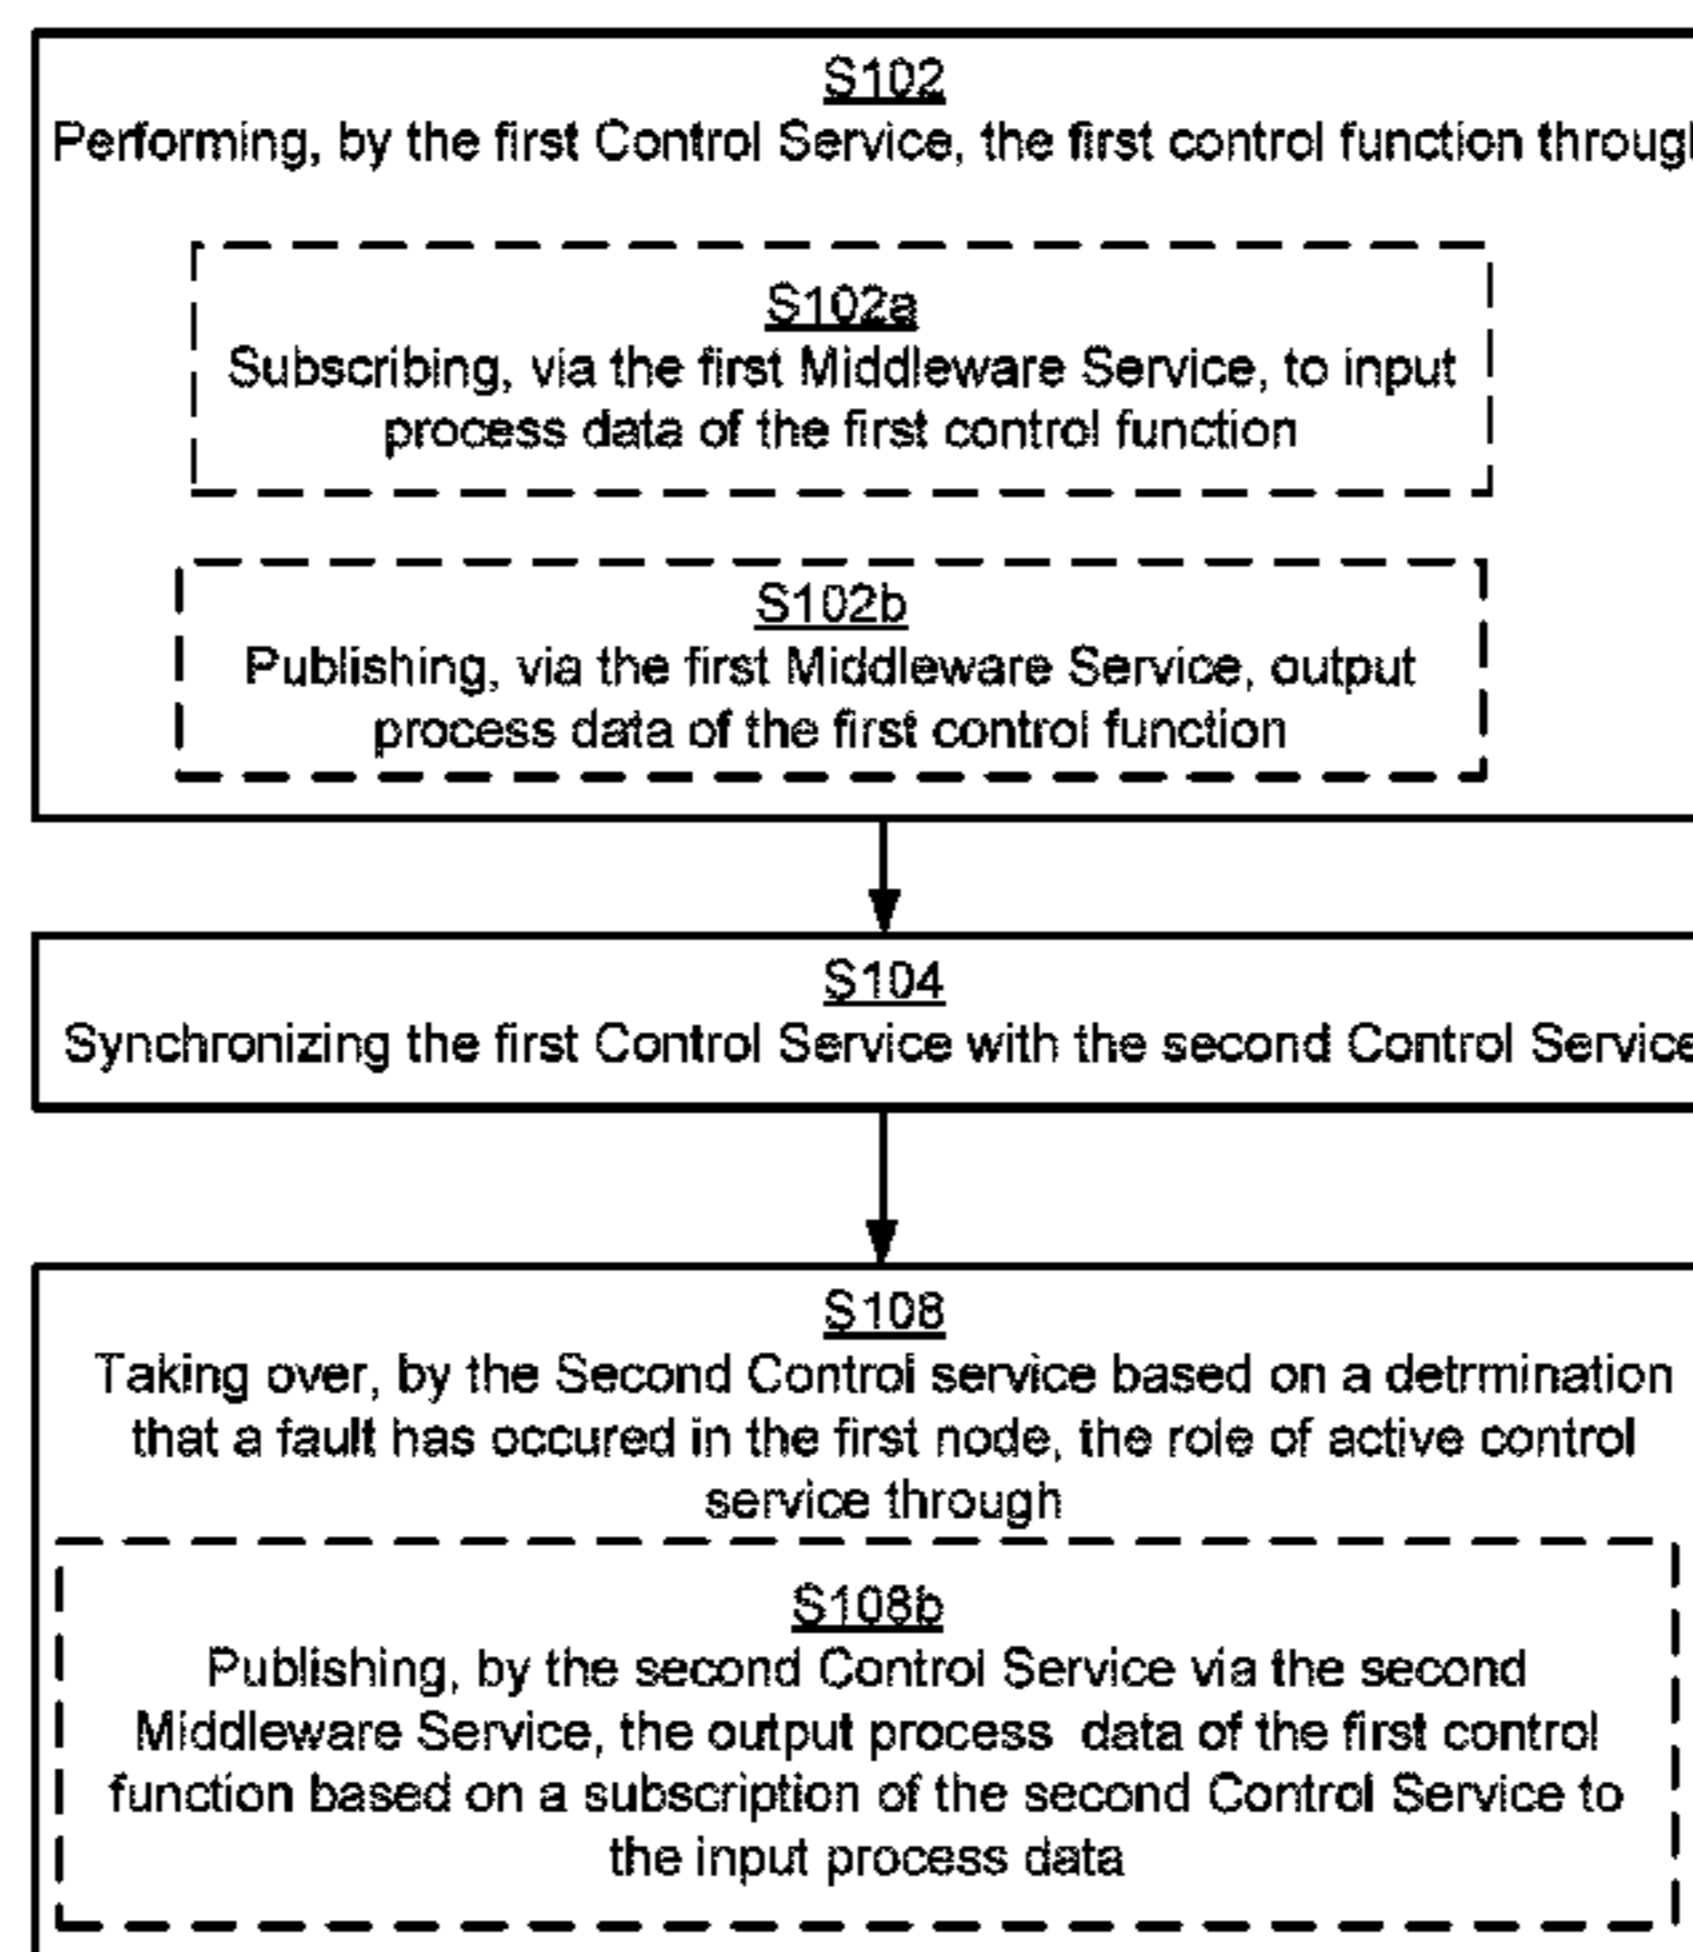 S102
Performing, by the first Control Service, the first control function through
S102a
Subscribing, via the first Middleware Service, to input
process data of the first control function
S102b
Publishing, via the first Middleware Service, output
process data of the first control function
S104
Synchronizing the first Control Service with the second Control Service
S108
Taking over, by the Second Control service based on a detrmination
that a fault has occured in the first node, the role of active control
service through
S108b
Publishing, by the second Control Service via the second
Middleware Service, the output process data of the first control
function based on a subscription of the second Control Service to
the input process data